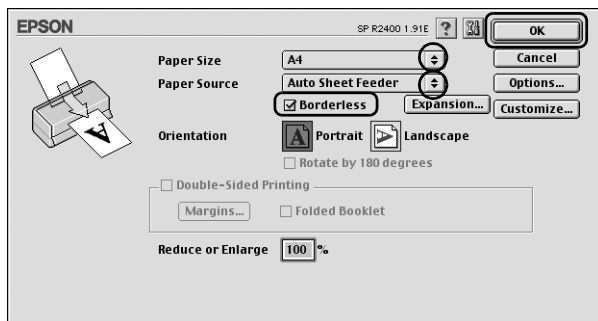 EPSON SP R2400 1.91E ? OK
Paper Size A4 Cancel
Paper Source Auto Sheet Feeder Options...
Borderless Expansion... Customize...
Orientation A Portrait A Landscape
Rotate by 180 degrees
Double-Sided Printing
Margins... Folded Booklet
Reduce or Enlarge 100 %
A